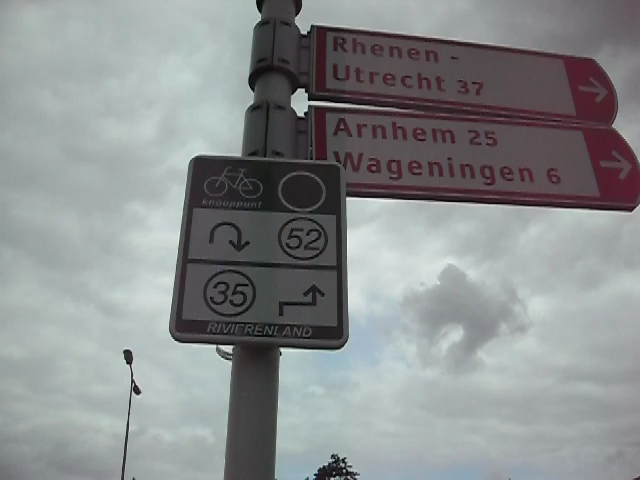 Rhenen -
Utrecht 37
Arnhem 25
Wageningen 6
knooppunt
52
35
RIVIERENLAND